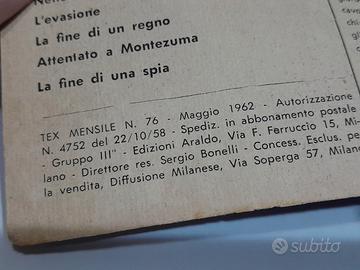 L'evasione
La fine di un regno
Attentato a Montezuma
La fine di una spia
TEX MENSILE N. 76 - Maggio 1962 - Autorizzazione
N. 4752 del 22/10/58 - Spediz. in abbonamento postale
- Gruppo III" - Edizioni Araldo, Via F. Ferruccio 15, Mi-
lano - Direttore res. Sergio Bonelli - Concess. Esclus. pe
la vendita, Diffusione Milanese, Via Soperga 57, Milano
subito